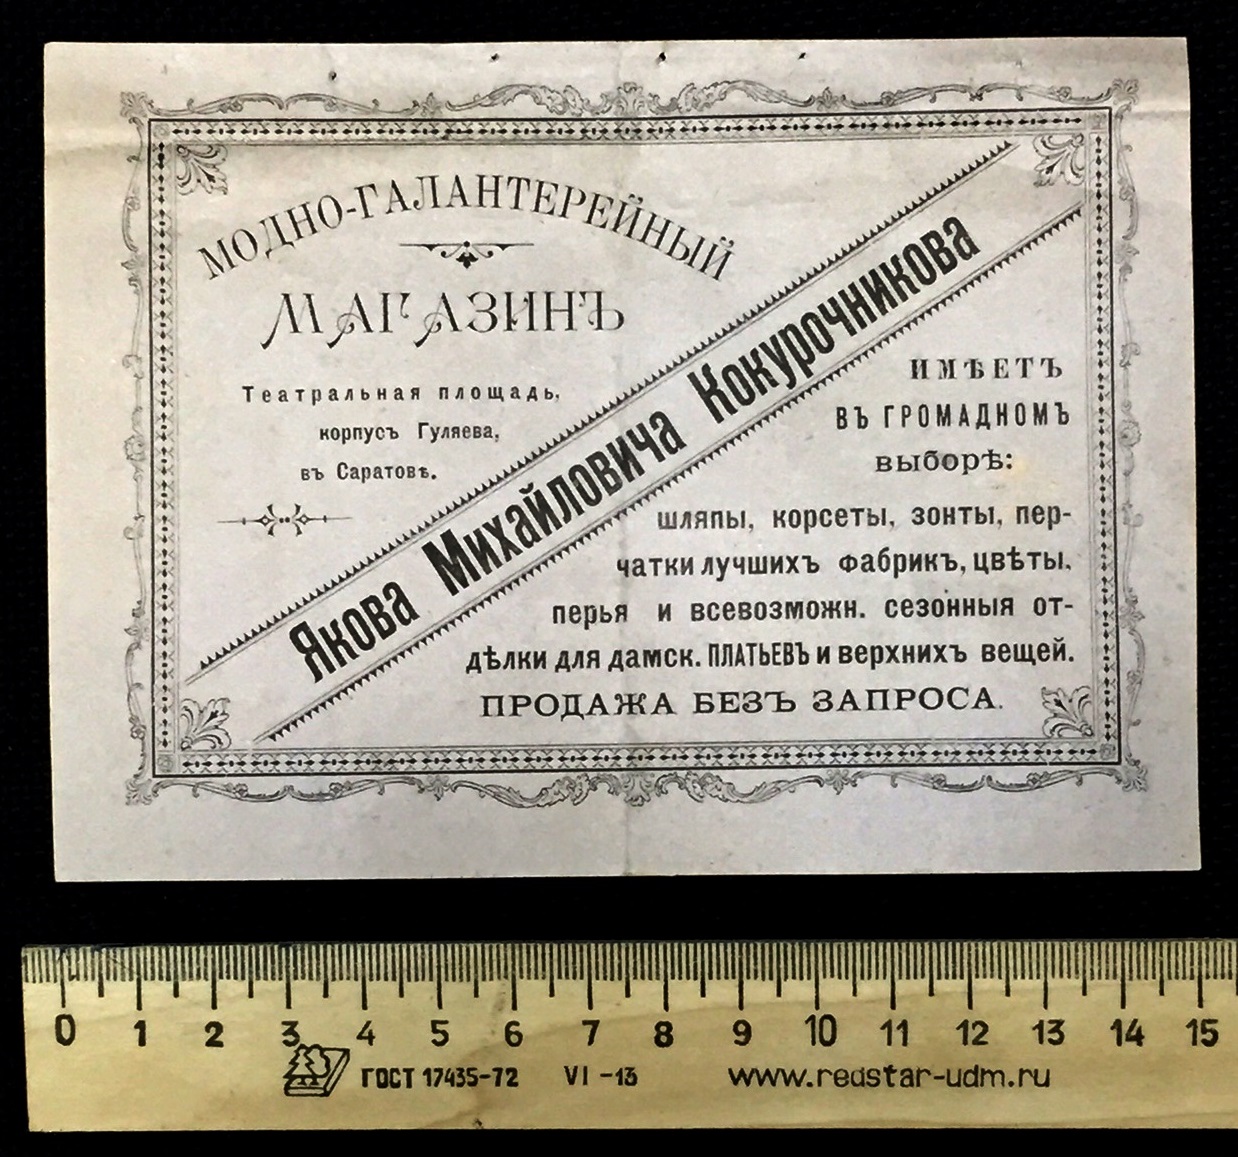 МОДНО-ГАЛАНТЕРЕЙНЫЙ
МАГАЗИНЪ
Театральная площадь,
корпусъ Гуляева,
въ Саратовѣ.
Якова Михайловича Кокурочникова
ИМѢЕТЪ
ВЪ ГРОМАДНОМЪ
выборѣ:
шляпы, корсеты, зонты, пер-
чатки лучшихъ фабрикъ, цвѣты,
перья и всевозможн. сезонныя от-
дѣлки для дамск. ПЛАТЬЕВЪ и верхнихъ вещей.
ПРОДАЖА БЕЗЪ ЗАПРОСА.
0 1 2 3 4 5 6 7 8 9 10 11 12 13 14 15
ГОСТ 17435-72 VI-13 www.redstar-udm.ru